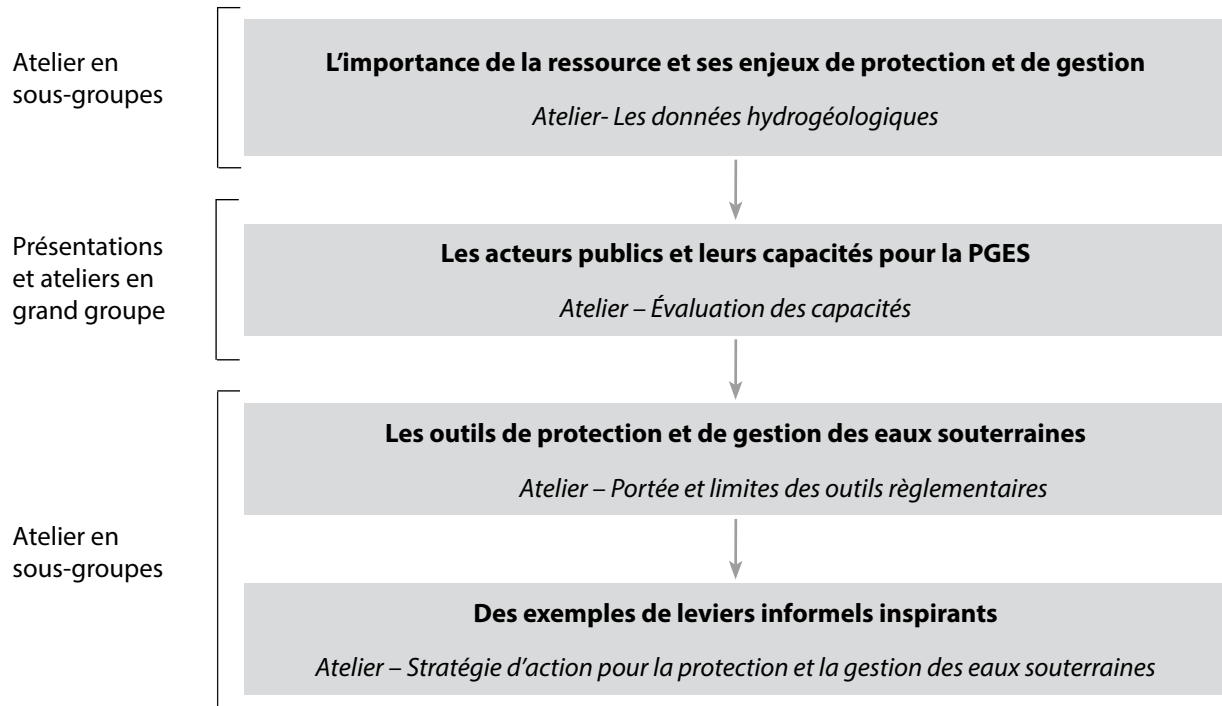 Atelier en
sous-groupes
L'importance de la ressource et ses enjeux de protection et de gestion
Atelier- Les données hydrogéologiques
Présentations
et ateliers en
grand groupe
Les acteurs publics et leurs capacités pour la PGES
Atelier – Évaluation des capacités
Atelier en
sous-groupes
Les outils de protection et de gestion des eaux souterraines
Atelier – Portée et limites des outils règlementaires
Des exemples de leviers informels inspirants
Atelier – Stratégie d'action pour la protection et la gestion des eaux souterraines